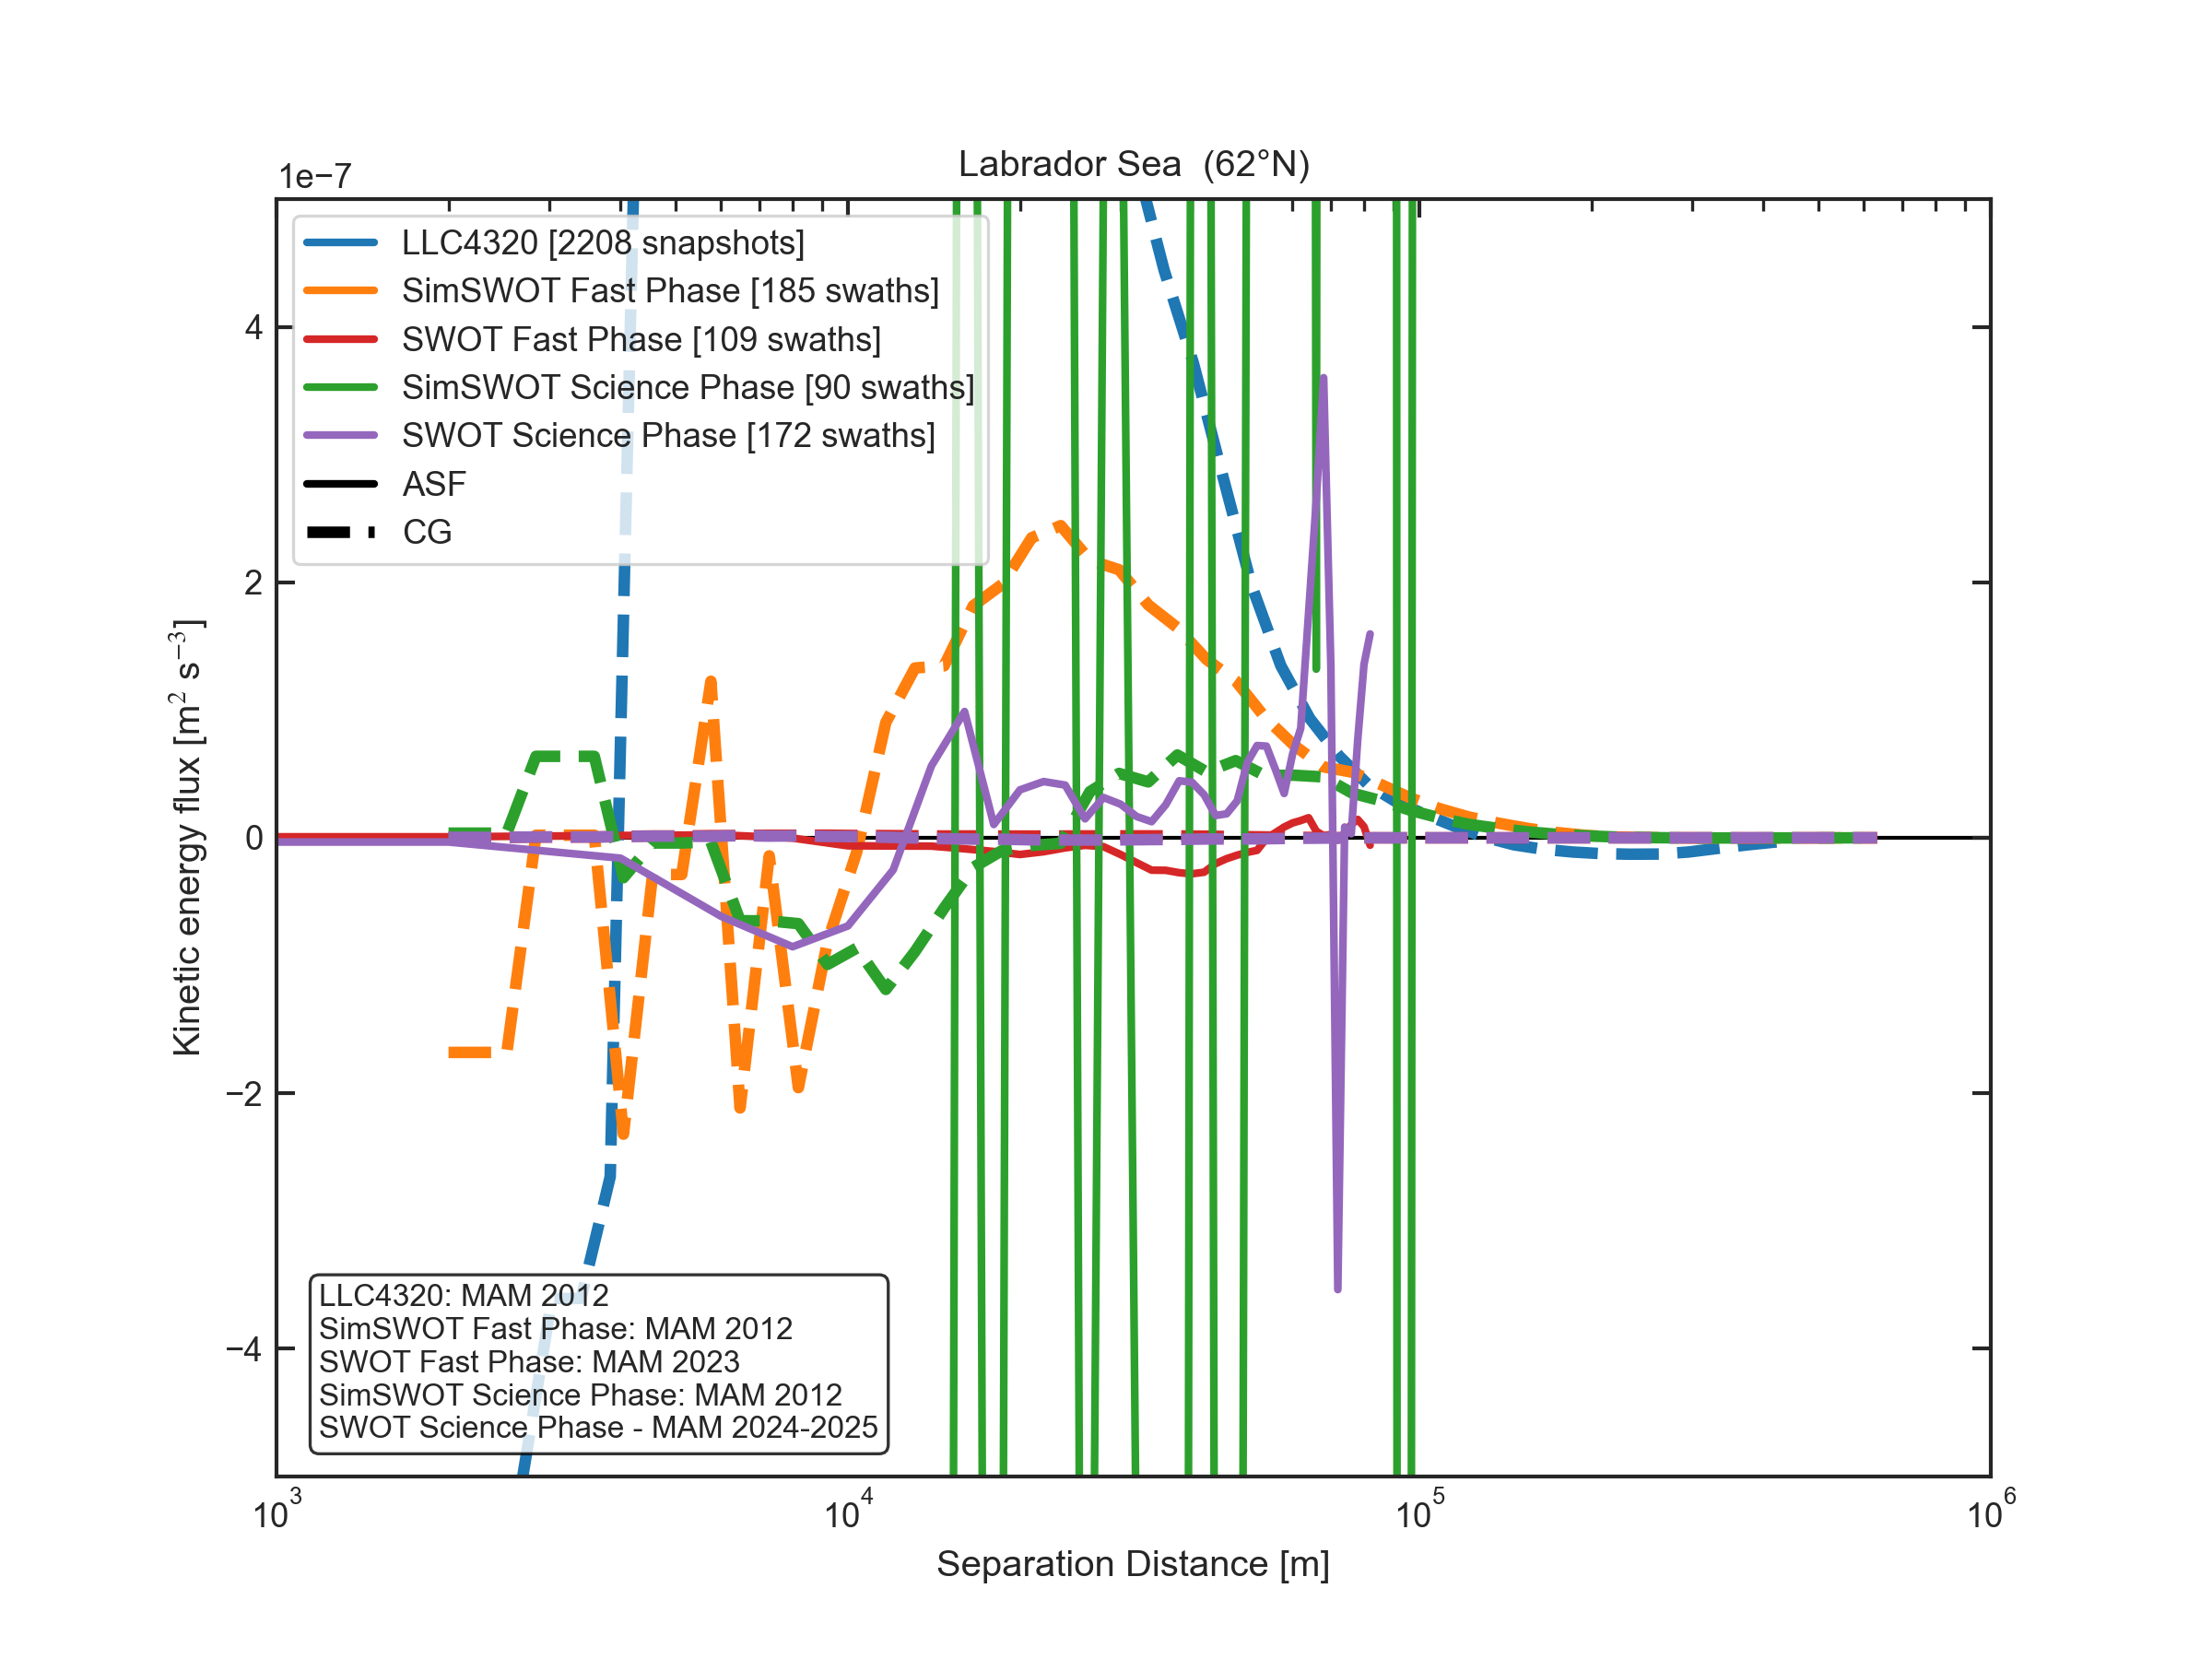 Labrador Sea (62°N)
1e−7
LLC4320 [2208 snapshots]
SimSWOT Fast Phase [185 swaths]
SWOT Fast Phase [109 swaths]
SimSWOT Science Phase [90 swaths]
SWOT Science Phase [172 swaths]
ASF
CG
4
2
0
−2
−4
Kinetic energy flux [m² s⁻³]
LLC4320: MAM 2012
SimSWOT Fast Phase: MAM 2012
SWOT Fast Phase: MAM 2023
SimSWOT Science Phase: MAM 2012
SWOT Science Phase - MAM 2024-2025
10³ 10⁴ 10⁵ 10⁶
Separation Distance [m]